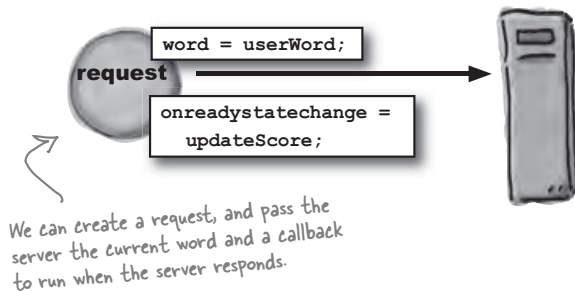 word = userWord;
request
onreadystatechange =
updateScore;
We can create a request, and pass the
server the current word and a callback
to run when the server responds.